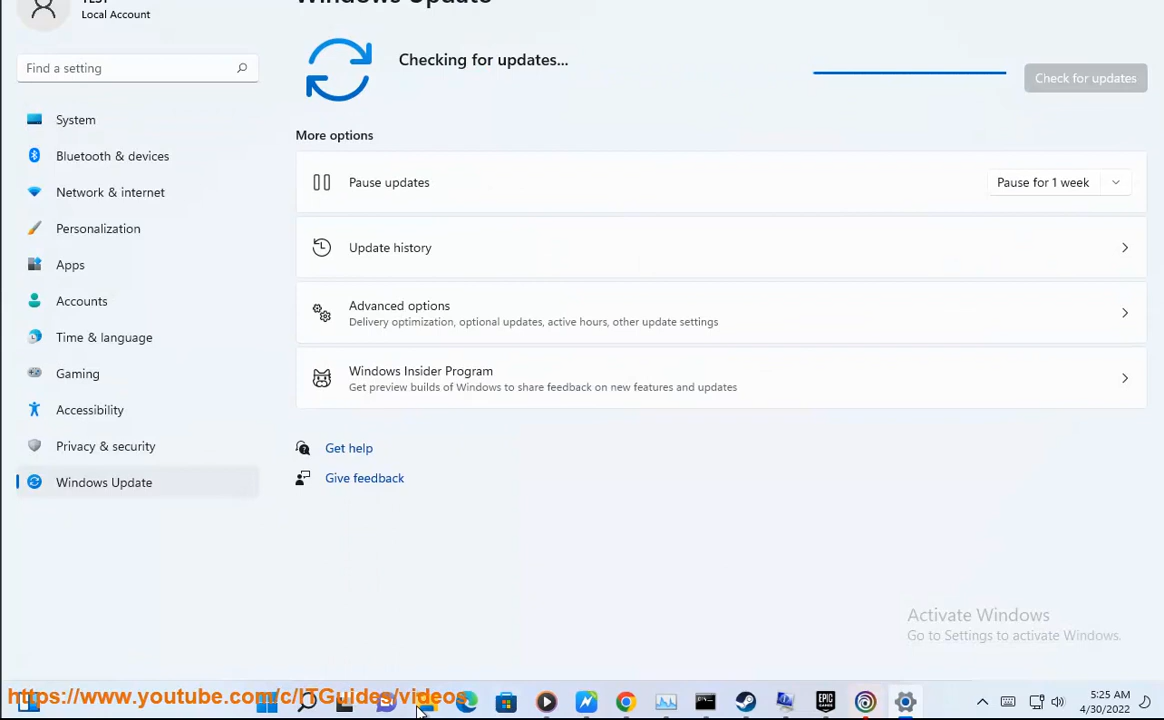 TEST
Local Account
Windows Update
Find a setting
Checking for updates...
Check for updates
More options
System
Bluetooth & devices
Pause updates
Pause for 1 week
Network & internet
Personalization
Update history
Apps
Accounts
Advanced options
Delivery optimization, optional updates, active hours, other update settings
Time & language
Gaming
Windows Insider Program
Get preview builds of Windows to share feedback on new features and updates
Accessibility
Privacy & security
Get help
Windows Update
Give feedback
Activate Windows
Go to Settings to activate Windows.
https://www.youtube.com/c/ITGuides/videos
EPIC
GAMES
5:25 AM
4/30/2022